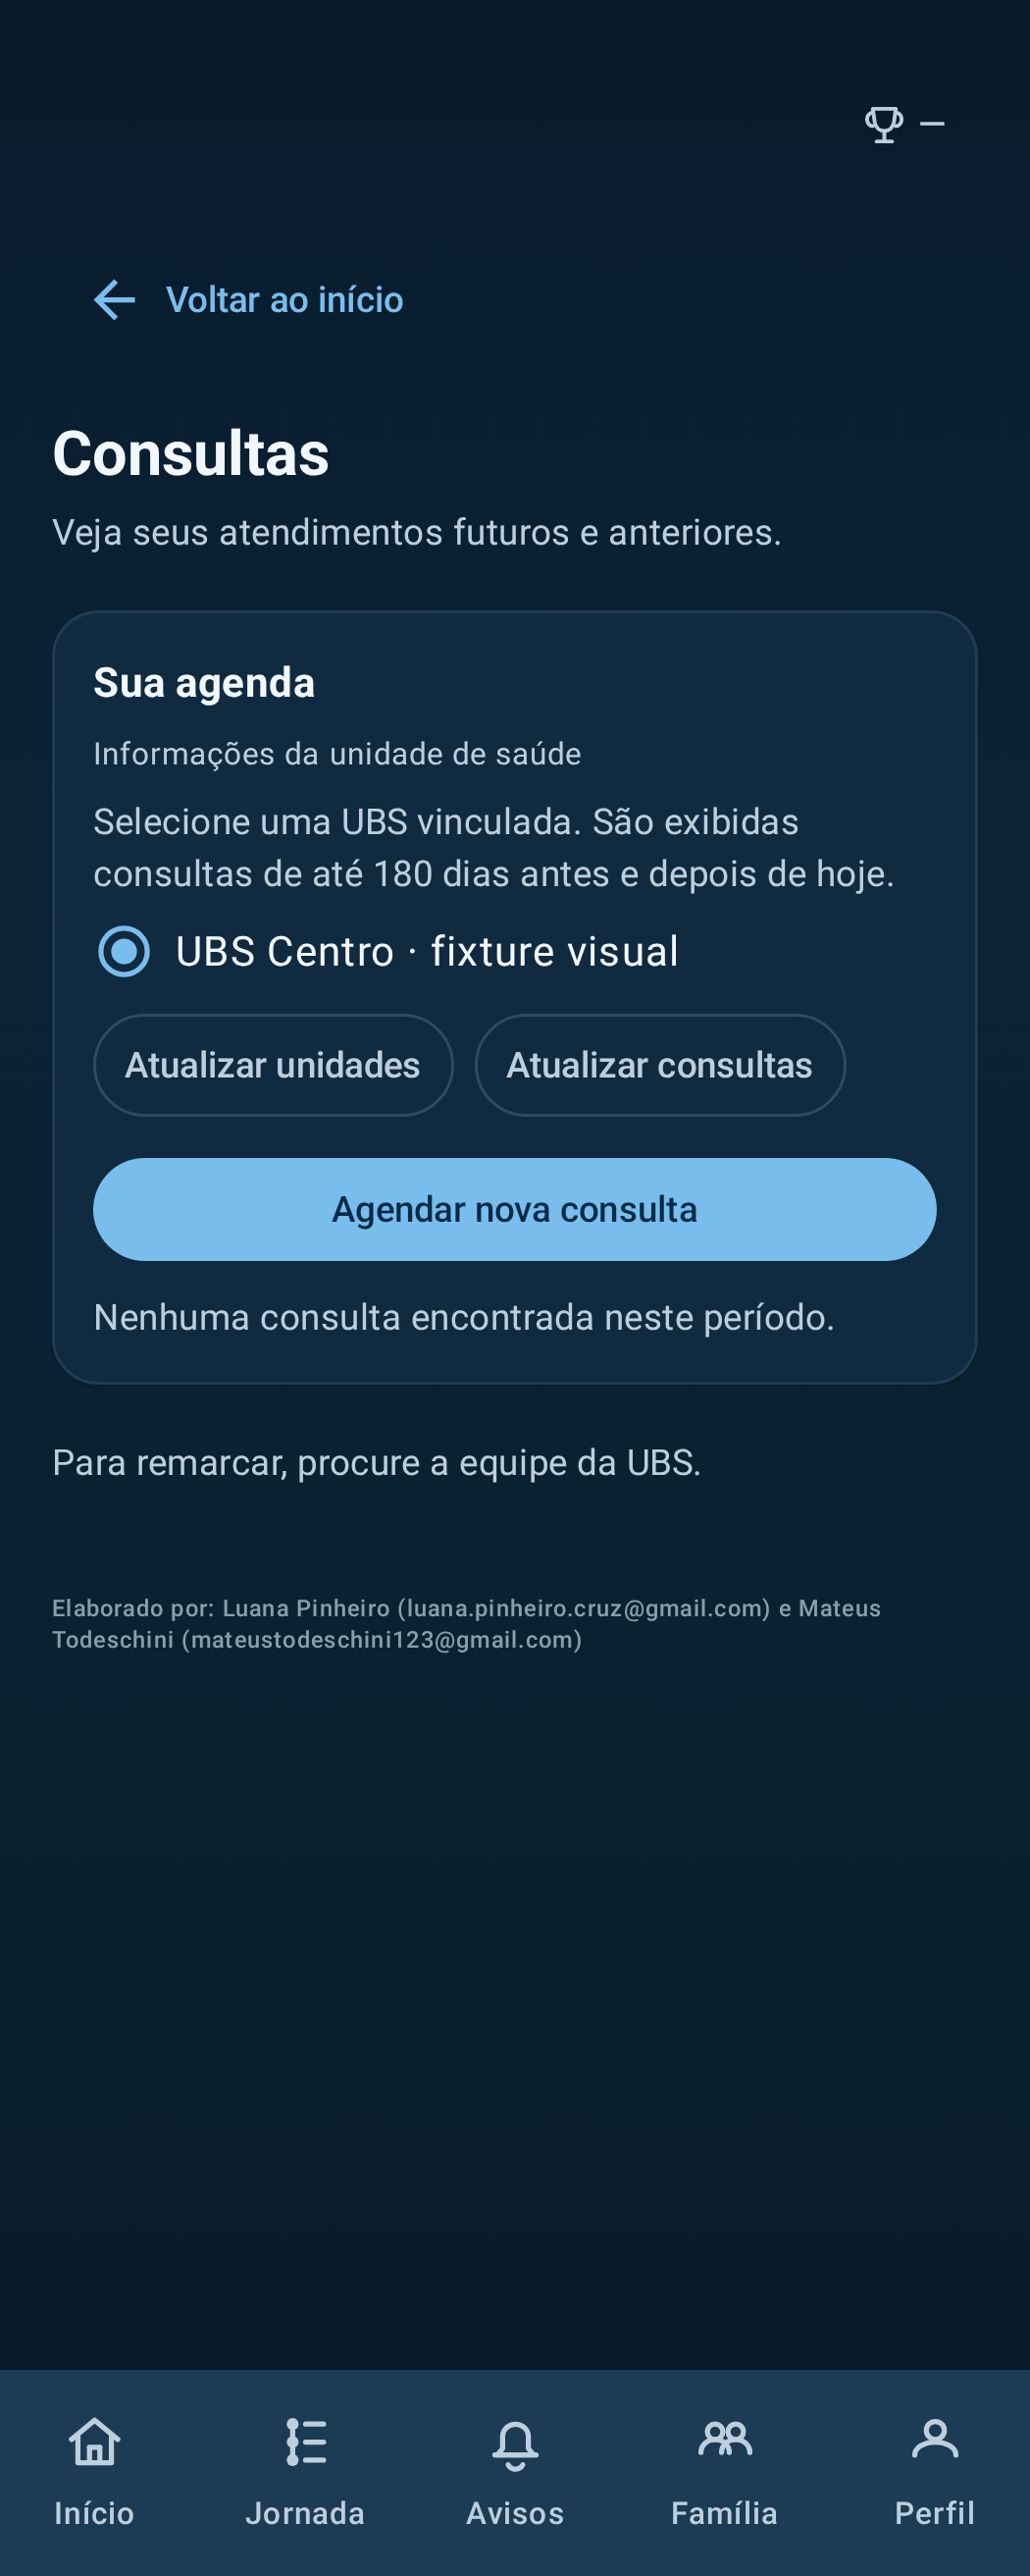 Voltar ao início
Consultas
Veja seus atendimentos futuros e anteriores.
Sua agenda
Informações da unidade de saúde
Selecione uma UBS vinculada. São exibidas
consultas de até 180 dias antes e depois de hoje.
UBS Centro · fixture visual
Atualizar unidades
Atualizar consultas
Agendar nova consulta
Nenhuma consulta encontrada neste período.
Para remarcar, procure a equipe da UBS.
Elaborado por: Luana Pinheiro (luana.pinheiro.cruz@gmail.com) e Mateus
Todeschini (mateustodeschini123@gmail.com)
Início
Jornada
Avisos
Família
Perfil